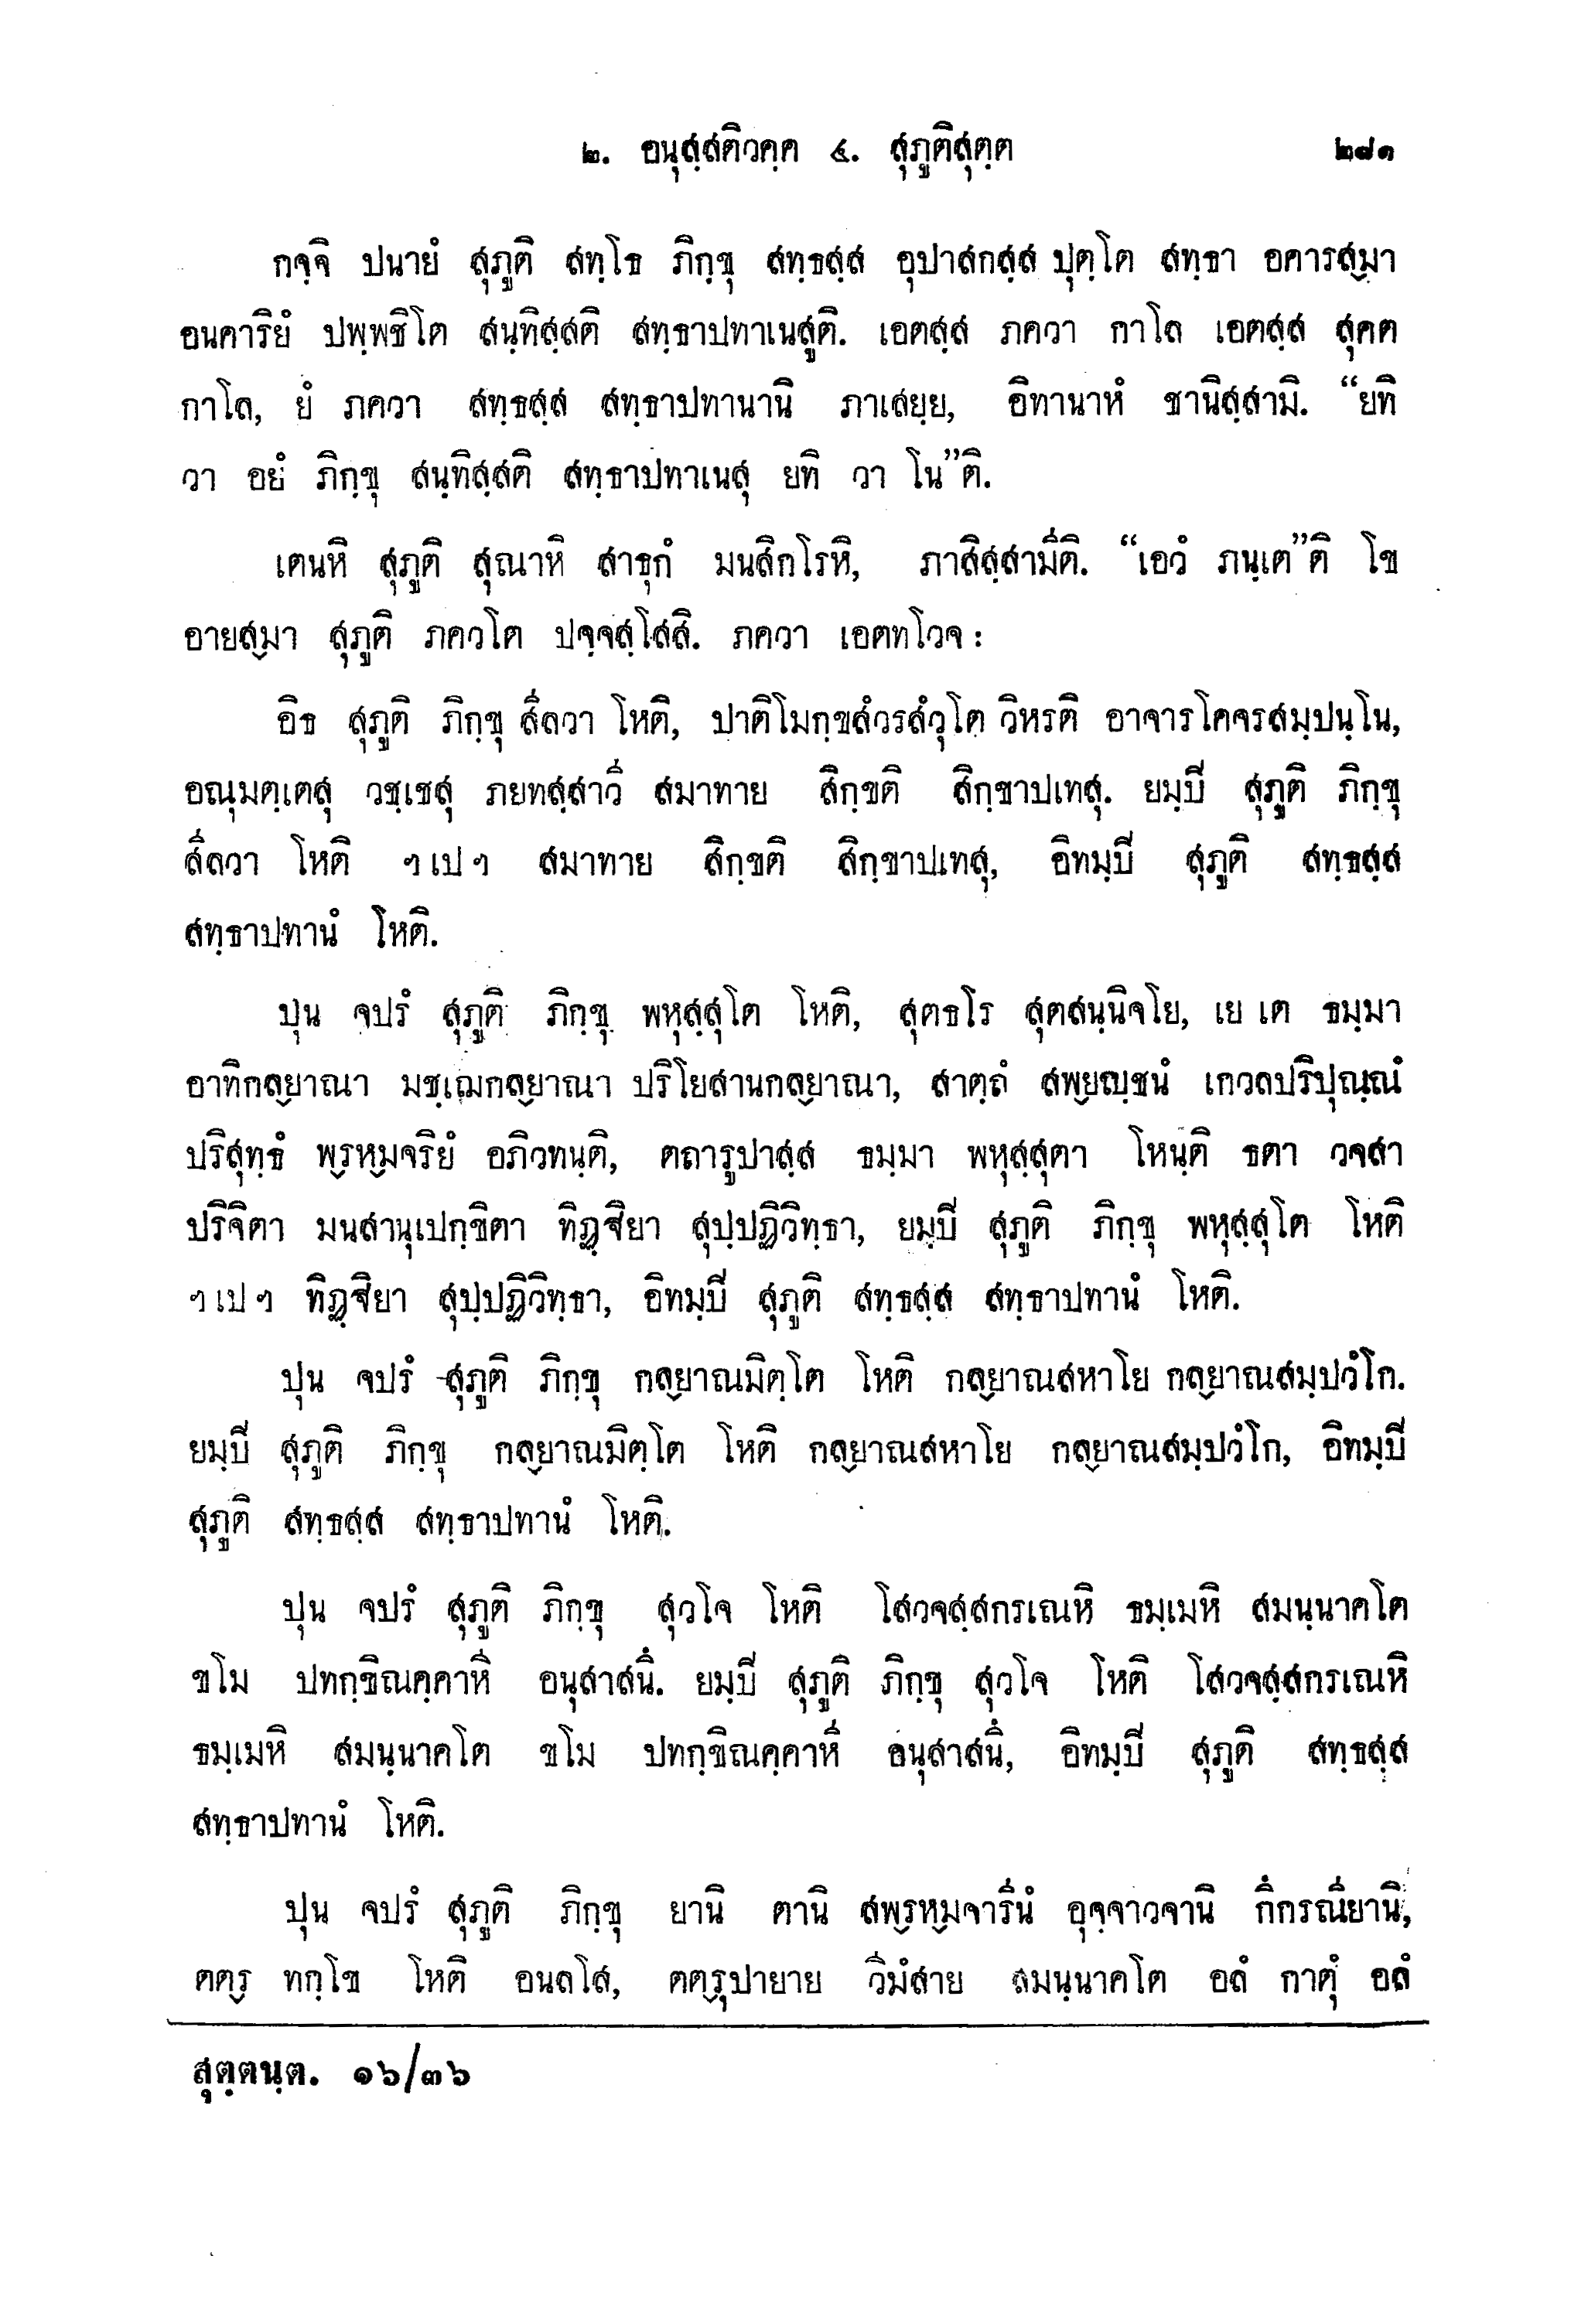 ๒. อนุสฺสติวคฺค ๔. สุภูติสุตฺต ๒๘๑
กจฺจิ ปนายํ สุภูติ สทฺโธ ภิกฺขุ สทฺธสฺส อุปาสกสฺส ปุตฺโต สทฺธา อคารสฺมา
อนคาริยํ ปพฺพชิโต สนฺทิสฺสติ สทฺธาปทาเนสูติ. เอตสฺส ภควา กาโล เอตสฺส สุคต
กาโล, ยํ ภควา สทฺธสฺส สทฺธาปทานานิ ภาเสยฺย, อิทานาหํ ชานิสฺสามิ. “ยทิ
วา อยํ ภิกฺขุ สนฺทิสฺสติ สทฺธาปทาเนสุ ยทิ วา โน”ติ.
เตนหิ สุภูติ สุณาหิ สาธุกํ มนสิกโรหิ, ภาสิสฺสามีติ. “เอวํ ภนฺเต”ติ โข
อายสฺมา สุภูติ ภควโต ปจฺจสฺโสสิ. ภควา เอตทโวจ :
อิธ สุภูติ ภิกฺขุ สีลวา โหติ, ปาติโมกฺขสํวรสํวุโต วิหรติ อาจารโคจรสมฺปนฺโน,
อณุมตฺเตสุ วชฺเชสุ ภยทสฺสาวี สมาทาย สิกฺขติ สิกฺขาปเทสุ. ยมฺปิ สุภูติ ภิกฺขุ
สีลวา โหติ ฯเปฯ สมาทาย สิกฺขติ สิกฺขาปเทสุ, อิทมฺปิ สุภูติ สทฺธสฺส
สทฺธาปทานํ โหติ.
ปุน จปรํ สุภูติ ภิกฺขุ พหุสฺสุโต โหติ, สุตธโร สุตสนฺนิจโย, เย เต ธมฺมา
อาทิกลฺยาณา มชฺเฌกลฺยาณา ปริโยสานกลฺยาณา, สาตฺถํ สพฺยญฺชนํ เกวลปริปุณฺณํ
ปริสุทฺธํ พฺรหฺมจริยํ อภิวทนฺติ, ตถารูปาสฺส ธมฺมา พหุสฺสุตา โหนฺติ ธตา วจสา
ปริจิตา มนสานุเปกฺขิตา ทิฏฺฐิยา สุปฺปฏิวิทฺธา, ยมฺปิ สุภูติ ภิกฺขุ พหุสฺสุโต โหติ
ฯเปฯ ทิฏฺฐิยา สุปฺปฏิวิทฺธา, อิทมฺปิ สุภูติ สทฺธสฺส สทฺธาปทานํ โหติ.
ปุน จปรํ สุภูติ ภิกฺขุ กลฺยาณมิตฺโต โหติ กลฺยาณสหาโย กลฺยาณสมฺปวงฺโก.
ยมฺปิ สุภูติ ภิกฺขุ กลฺยาณมิตฺโต โหติ กลฺยาณสหาโย กลฺยาณสมฺปวงฺโก, อิทมฺปิ
สุภูติ สทฺธสฺส สทฺธาปทานํ โหติ.
ปุน จปรํ สุภูติ ภิกฺขุ สุวโจ โหติ โสวจสฺสกรเณหิ ธมฺเมหิ สมนฺนาคโต
ขโม ปทกฺขิณคฺคาหี อนุสาสนึ. ยมฺปิ สุภูติ ภิกฺขุ สุวโจ โหติ โสวจสฺสกรเณหิ
ธมฺเมหิ สมนฺนาคโต ขโม ปทกฺขิณคฺคาหี อนุสาสนึ, อิทมฺปิ สุภูติ สทฺธสฺส
สทฺธาปทานํ โหติ.
ปุน จปรํ สุภูติ ภิกฺขุ ยานิ ตานิ สพฺรหฺมจารีนํ อุจฺจาวจานิ กึกรณียานิ,
ตตฺร ทกฺโข โหติ อนลโส, ตตฺรุปายาย วีมํสาย สมนฺนาคโต อลํ กาตุํ อลํ
สุตฺตนฺต. ๑๖/๓๖